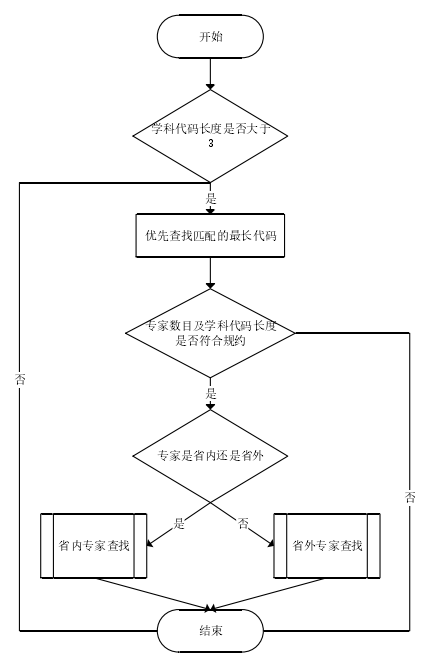 开始
学科代码长度是否大于
3
是
优先查找匹配的最长代码
专家数目及学科代码长度
是否符合规约
否
是
专家是省内还是省外
否
是
否
省内专家查找
省外专家查找
结束